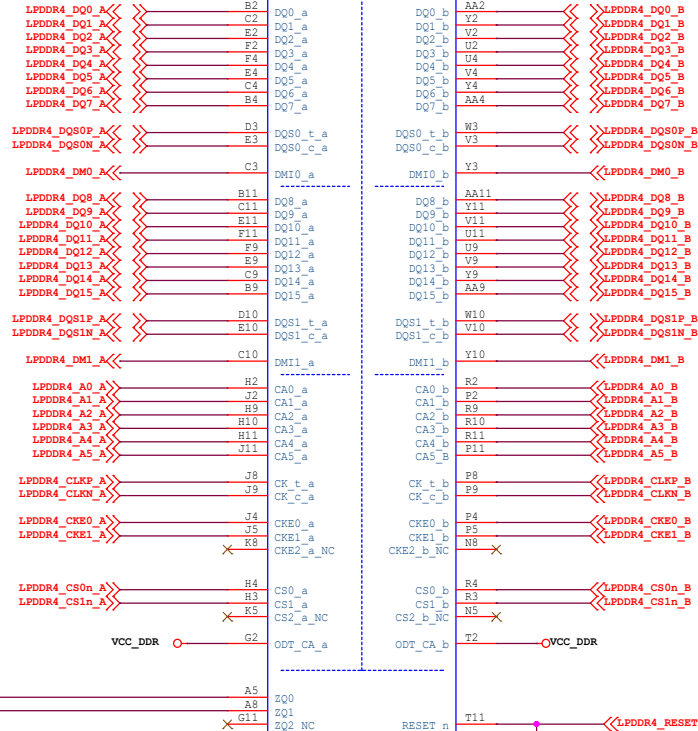 LPDDR4_DQ0_A B2 DQ0_a DQ0_b AA2 LPDDR4_DQ0_B
LPDDR4_DQ1_A C2 DQ1_a DQ1_b Y2 LPDDR4_DQ1_B
LPDDR4_DQ2_A E2 DQ2_a DQ2_b V2 LPDDR4_DQ2_B
LPDDR4_DQ3_A F2 DQ3_a DQ3_b U2 LPDDR4_DQ3_B
LPDDR4_DQ4_A F4 DQ4_a DQ4_b U4 LPDDR4_DQ4_B
LPDDR4_DQ5_A E4 DQ5_a DQ5_b V4 LPDDR4_DQ5_B
LPDDR4_DQ6_A C4 DQ6_a DQ6_b Y4 LPDDR4_DQ6_B
LPDDR4_DQ7_A B4 DQ7_a DQ7_b AA4 LPDDR4_DQ7_B
LPDDR4_DQS0P_A D3 DQS0_t_a DQS0_t_b W3 LPDDR4_DQS0P_B
LPDDR4_DQS0N_A E3 DQS0_c_a DQS0_c_b V3 LPDDR4_DQS0N_B
LPDDR4_DM0_A C3 DMI0_a DMI0_b Y3 LPDDR4_DM0_B
LPDDR4_DQ8_A B11 DQ8_a DQ8_b AA11 LPDDR4_DQ8_B
LPDDR4_DQ9_A C11 DQ9_a DQ9_b Y11 LPDDR4_DQ9_B
LPDDR4_DQ10_A E11 DQ10_a DQ10_b V11 LPDDR4_DQ10_B
LPDDR4_DQ11_A F11 DQ11_a DQ11_b U11 LPDDR4_DQ11_B
LPDDR4_DQ12_A F9 DQ12_a DQ12_b U9 LPDDR4_DQ12_B
LPDDR4_DQ13_A E9 DQ13_a DQ13_b V9 LPDDR4_DQ13_B
LPDDR4_DQ14_A C9 DQ14_a DQ14_b Y9 LPDDR4_DQ14_B
LPDDR4_DQ15_A B9 DQ15_a DQ15_b AA9 LPDDR4_DQ15_B
LPDDR4_DQS1P_A D10 DQS1_t_a DQS1_t_b W10 LPDDR4_DQS1P_B
LPDDR4_DQS1N_A E10 DQS1_c_a DQS1_c_b V10 LPDDR4_DQS1N_B
LPDDR4_DM1_A C10 DMI1_a DMI1_b Y10 LPDDR4_DM1_B
LPDDR4_A0_A H2 CA0_a CA0_b R2 LPDDR4_A0_B
LPDDR4_A1_A J2 CA1_a CA1_b P2 LPDDR4_A1_B
LPDDR4_A2_A H9 CA2_a CA2_b R9 LPDDR4_A2_B
LPDDR4_A3_A H10 CA3_a CA3_b R10 LPDDR4_A3_B
LPDDR4_A4_A H11 CA4_a CA4_b R11 LPDDR4_A4_B
LPDDR4_A5_A J11 CA5_a CA5_B P11 LPDDR4_A5_B
LPDDR4_CLKP_A J8 CK_t_a CK_t_b P8 LPDDR4_CLKP_B
LPDDR4_CLKN_A J9 CK_c_a CK_c_b P9 LPDDR4_CLKN_B
LPDDR4_CKE0_A J4 CKE0_a CKE0_b P4 LPDDR4_CKE0_B
LPDDR4_CKE1_A J5 CKE1_a CKE1_b P5 LPDDR4_CKE1_B
K8 CKE2_a_NC CKE2_b_NC N8
LPDDR4_CS0n_A H4 CS0_a CS0_b R4 LPDDR4_CS0n_B
LPDDR4_CS1n_A H3 CS1_a CS1_b R3 LPDDR4_CS1n_B
K5 CS2_a_NC CS2_b_NC N5
VCC_DDR G2 ODT_CA_a ODT_CA_b T2 VCC_DDR
A5 ZQ0
A8 ZQ1
G11 ZQ2_NC RESET_n T11 LPDDR4_RESET